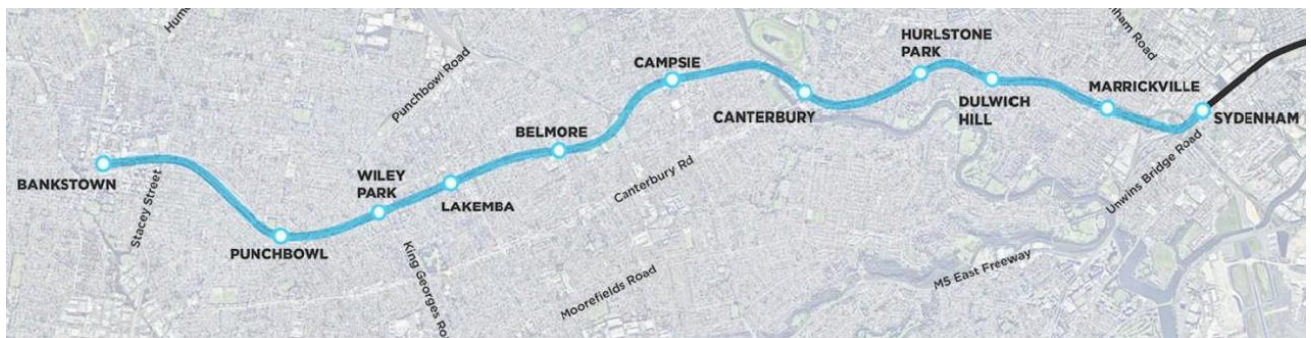 BANKSTOWN
Stacey Street
PUNCHBOWL
WILEY
PARK
Punchbowl Road
LAKEMBA
BELMORE
CAMPSIE
CANTERBURY
HURLSTONE
PARK
DULWICH
HILL
MARRICKVILLE
SYDENHAM
Canterbury Rd
Moorefields Road
M5 East Freeway
Unwins Bridge Road
Road
King Georges